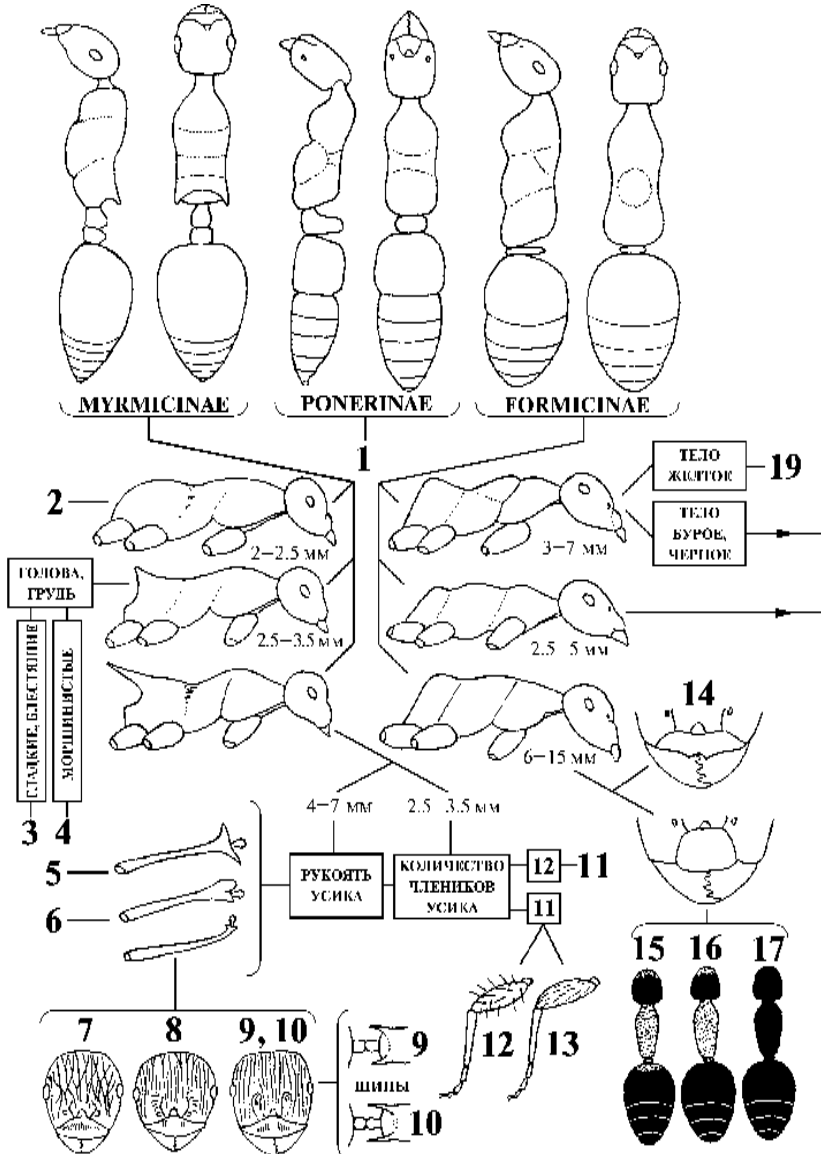 MYRMICINAE
PONERINAE
FORMICINAE
1
2
2–2.5 мм
3–7 мм
ТЕЛО
ЖЕЛТОЕ
19
ТЕЛО
БУРОЕ,
ЧЕРНОЕ
ГОЛОВА,
ГРУДЬ
ГЛАДКИЕ, БЛЕСТЯЩИЕ
МОРЩИНИСТЫЕ
3
4
2.5–3.5мм
2.5 5 мм
6–15 мм
14
4–7 мм
2.5 3.5 мм
РУКОЯТЬ
УСИКА
КОЛИЧЕСТВО
ЧЛЕНИКОВ
УСИКА
12
11
11
5
6
7
8
9, 10
9
ШИПЫ
10
12
13
15
16
17